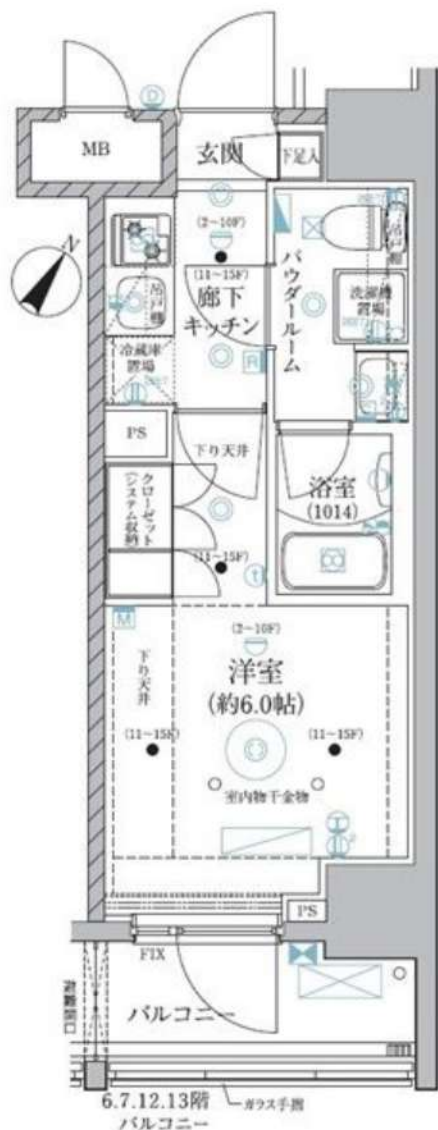 D
MB
玄関
下足入
N
(2~10F)
(11~15F)
吊戸棚
吊戸棚
パウダールーム
洗濯機
置場
廊下
キッチン
冷蔵庫
置場
R
PS
下り天井
クローゼット
(システム収納)
浴室
(1014)
(11~15F)
t
M
(2~10F)
下り天井
洋室
(約6.0帖)
(11~15F)
(11~15F)
室内物干金物
PS
FIX
バルコニー
6.7.12.13階
バルコニー
ガラス手摺